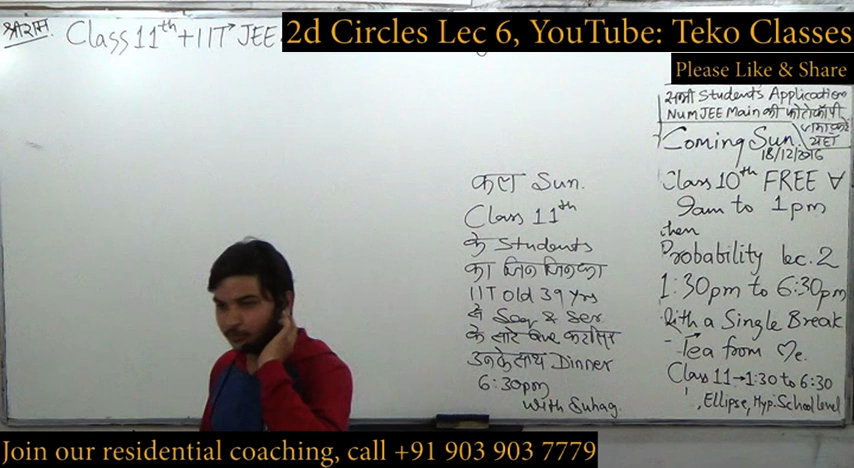 श्रीराम. Class 11th + IIT JEE.
2d Circles Lec 6, YouTube: Teko Classes
Please Like & Share
सभी Students Application
Num JEE Main की फोटोकॉपी
Coming Sun.
18/12/2016
Class 10th FREE ∀
9am to 1pm
then
Probability lec. 2
1:30pm to 6:30pm
With a Single Break
- Tea from Me.
Class 11→1:30 to 6:30
Ellipse, Hyp. School level
कल Sun.
Class 11th
के Students
का जिन जिनका
IIT old 39 yrs
के Seq & Ser
के सारे Que
उनके साथ Dinner
6:30pm
with Suhag.
Join our residential coaching, call +91 903 903 7779